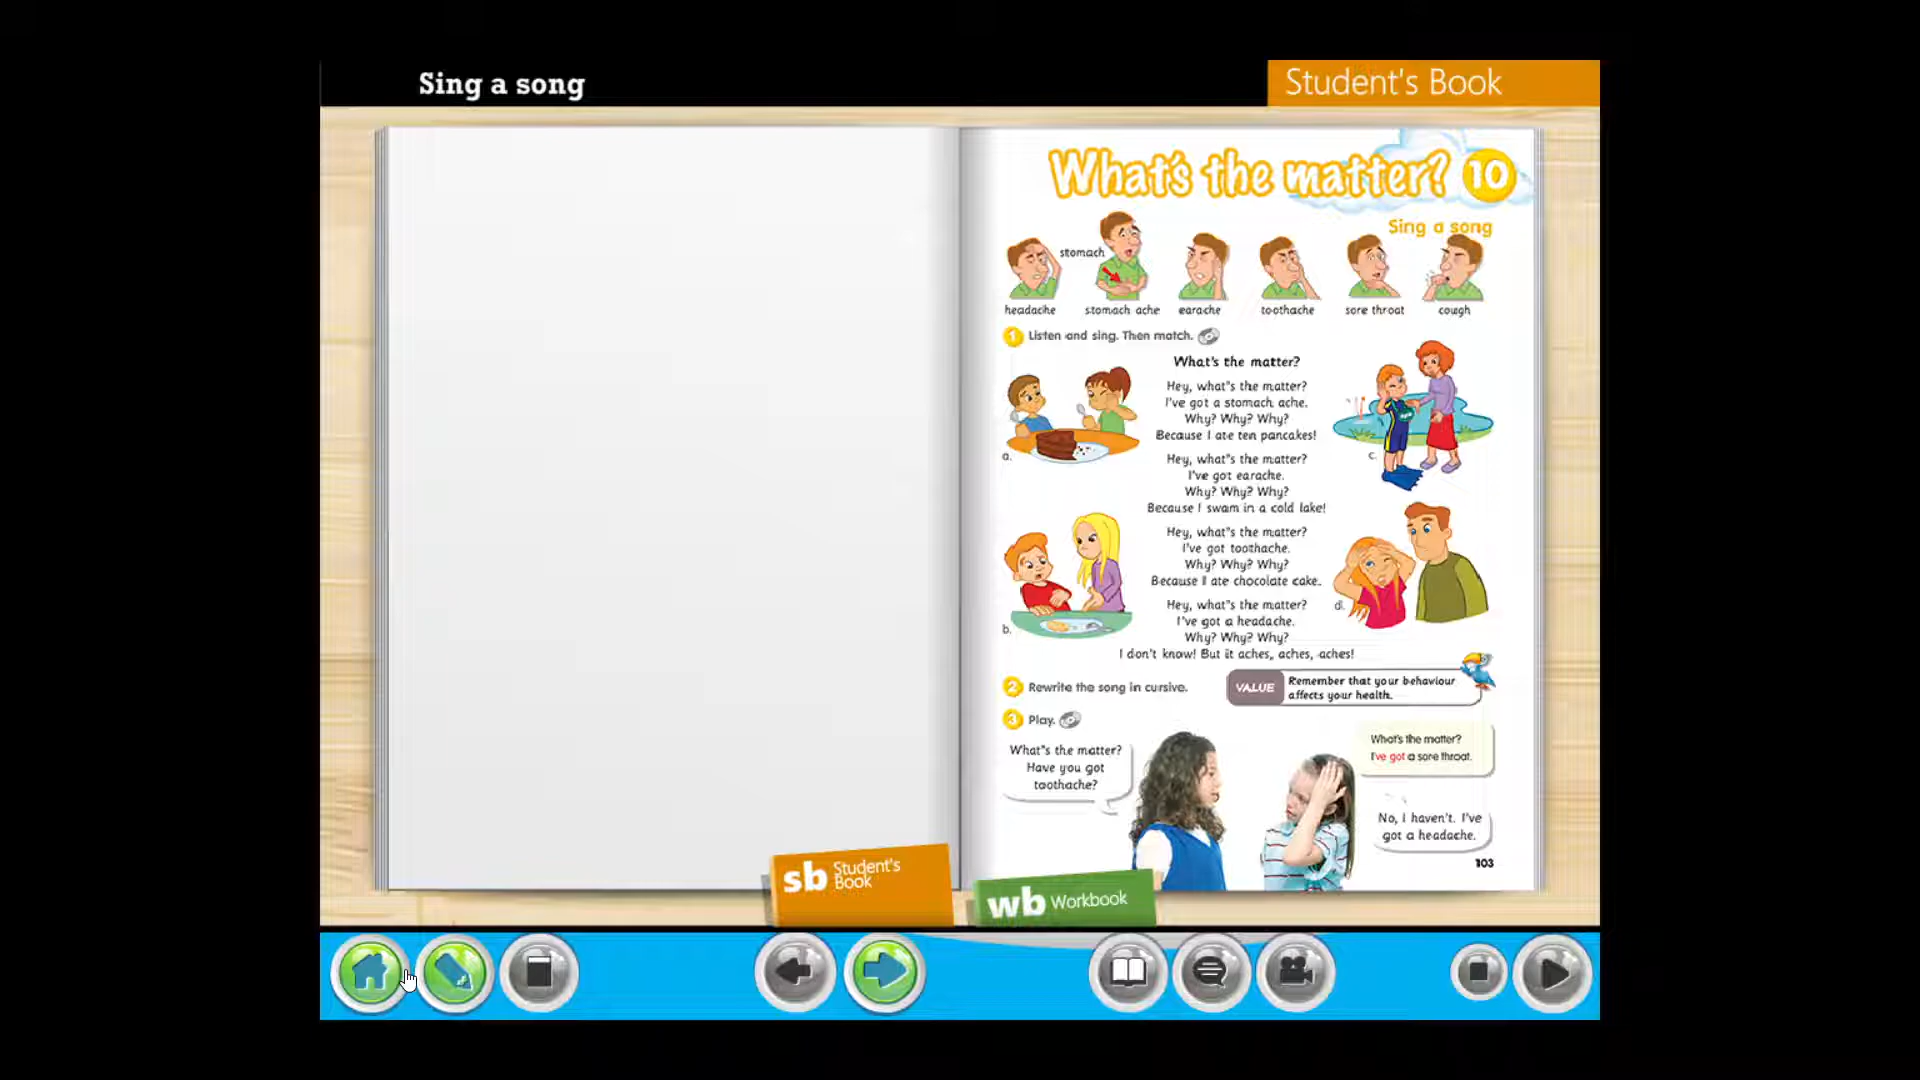 Sing a song
Student's Book
What's the matter? 10
Sing a song
stomach
headache
stomach ache
earache
toothache
sore throat
cough
1 Listen and sing. Then match.
What's the matter?
Hey, what"s the matter?
I've got a stomach ache.
Why? Why? Why?
Because I ate ten pancakes!
Hey, what"s the matter?
I've got earache.
Why? Why? Why?
Because I swam in a cold lake!
Hey, what"s the matter?
I've got toothache.
Why? Why? Why?
Because I ate chocolate cake.
Hey, what"s the matter?
I've got a headache.
Why? Why? Why?
I don't know! But it aches, aches, aches!
a.
b.
c.
d.
2 Rewrite the song in cursive.
VALUE
Remember that your behaviour
affects your health.
3 Play.
What"s the matter?
Have you got
toothache?
What's the matter?
I've got a sore throat.
No, I haven't. I've
got a headache.
103
sb Student's
Book
wb Workbook